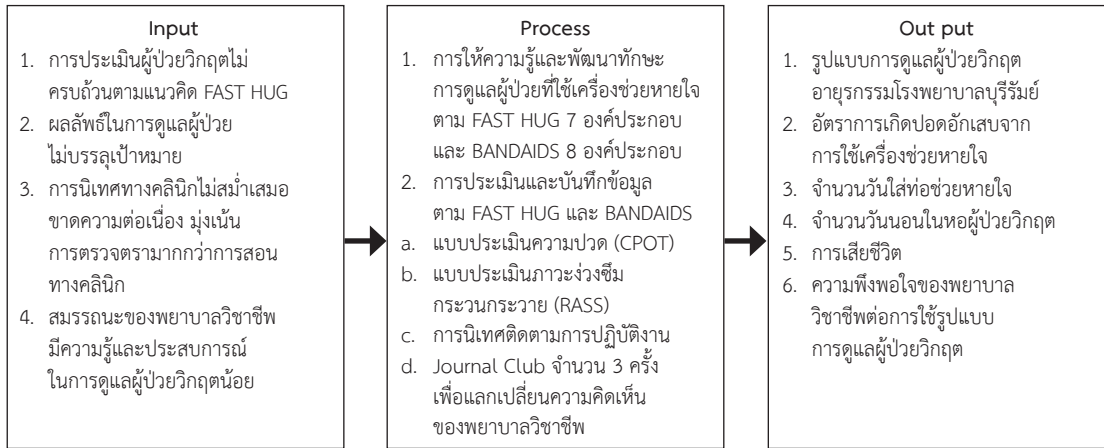 Input
1. การประเมินผู้ป่วยวิกฤตไม่
ครบถ้วนตามแนวคิด FAST HUG
2. ผลลัพธ์ในการดูแลผู้ป่วย
ไม่บรรลุเป้าหมาย
3. การนิเทศทางคลินิกไม่สม่ำเสมอ
ขาดความต่อเนื่อง มุ่งเน้น
การตรวจตรามากกว่าการสอน
ทางคลินิก
4. สมรรถนะของพยาบาลวิชาชีพ
มีความรู้และประสบการณ์
ในการดูแลผู้ป่วยวิกฤตน้อย
Process
1. การให้ความรู้และพัฒนาทักษะ
การดูแลผู้ป่วยที่ใช้เครื่องช่วยหายใจ
ตาม FAST HUG 7 องค์ประกอบ
และ BANDAIDS 8 องค์ประกอบ
2. การประเมินและบันทึกข้อมูล
ตาม FAST HUG และ BANDAIDS
a. แบบประเมินความปวด (CPOT)
b. แบบประเมินภาวะง่วงซึม
กระวนกระวาย (RASS)
c. การนิเทศติดตามการปฏิบัติงาน
d. Journal Club จำนวน 3 ครั้ง
เพื่อแลกเปลี่ยนความคิดเห็น
ของพยาบาลวิชาชีพ
Out put
1. รูปแบบการดูแลผู้ป่วยวิกฤต
อายุรกรรมโรงพยาบาลบุรีรัมย์
2. อัตราการเกิดปอดอักเสบจาก
การใช้เครื่องช่วยหายใจ
3. จำนวนวันใส่ท่อช่วยหายใจ
4. จำนวนวันนอนในหอผู้ป่วยวิกฤต
5. การเสียชีวิต
6. ความพึงพอใจของพยาบาล
วิชาชีพต่อการใช้รูปแบบ
การดูแลผู้ป่วยวิกฤต